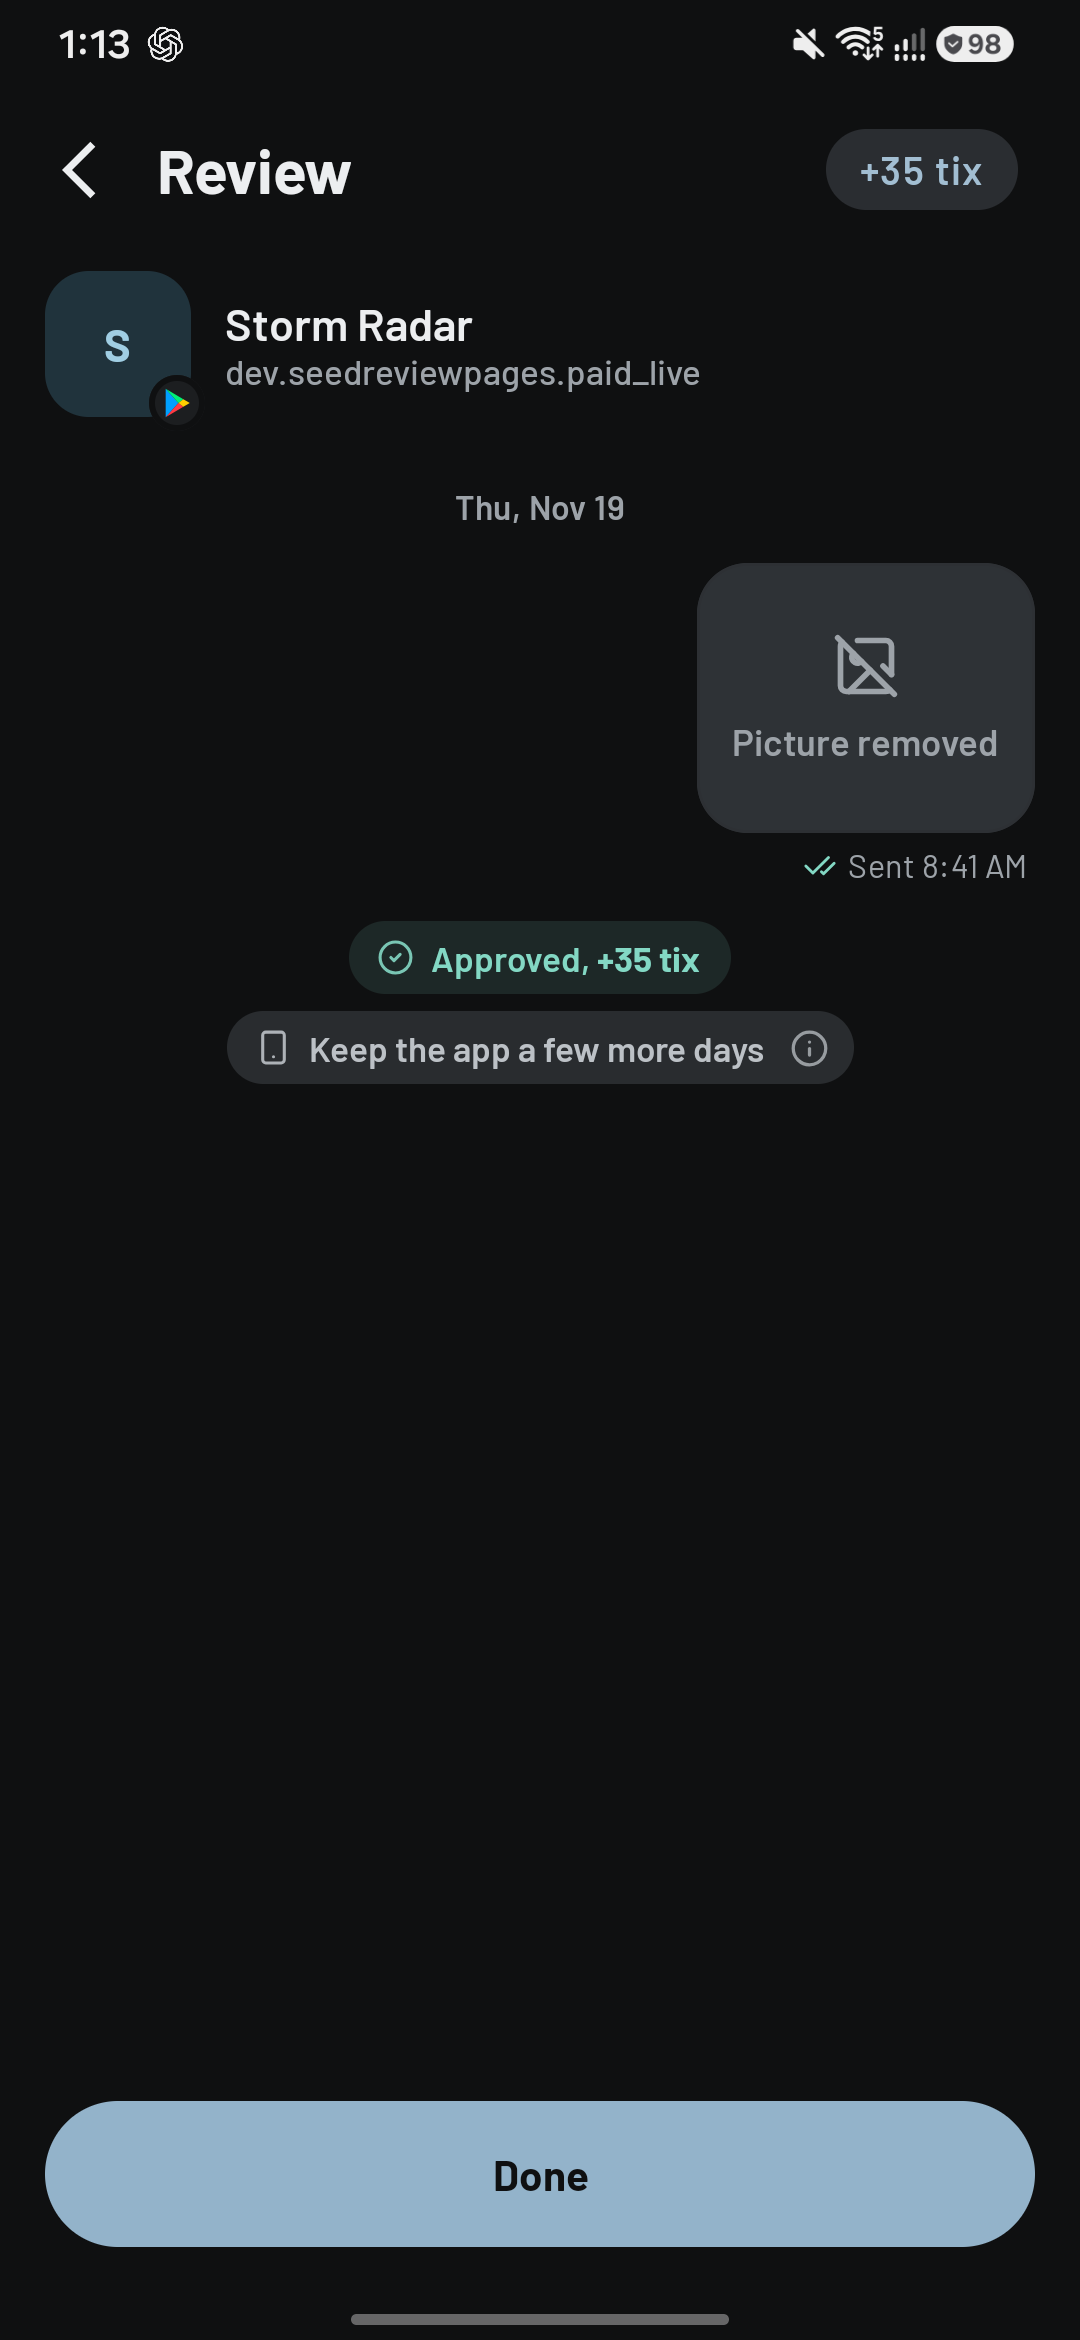 1:13
5
98
Review
+35 tix
S
Storm Radar
dev.seedreviewpages.paid_live
Thu, Nov 19
Picture removed
Sent 8:41 AM
Approved, +35 tix
Keep the app a few more days
Done